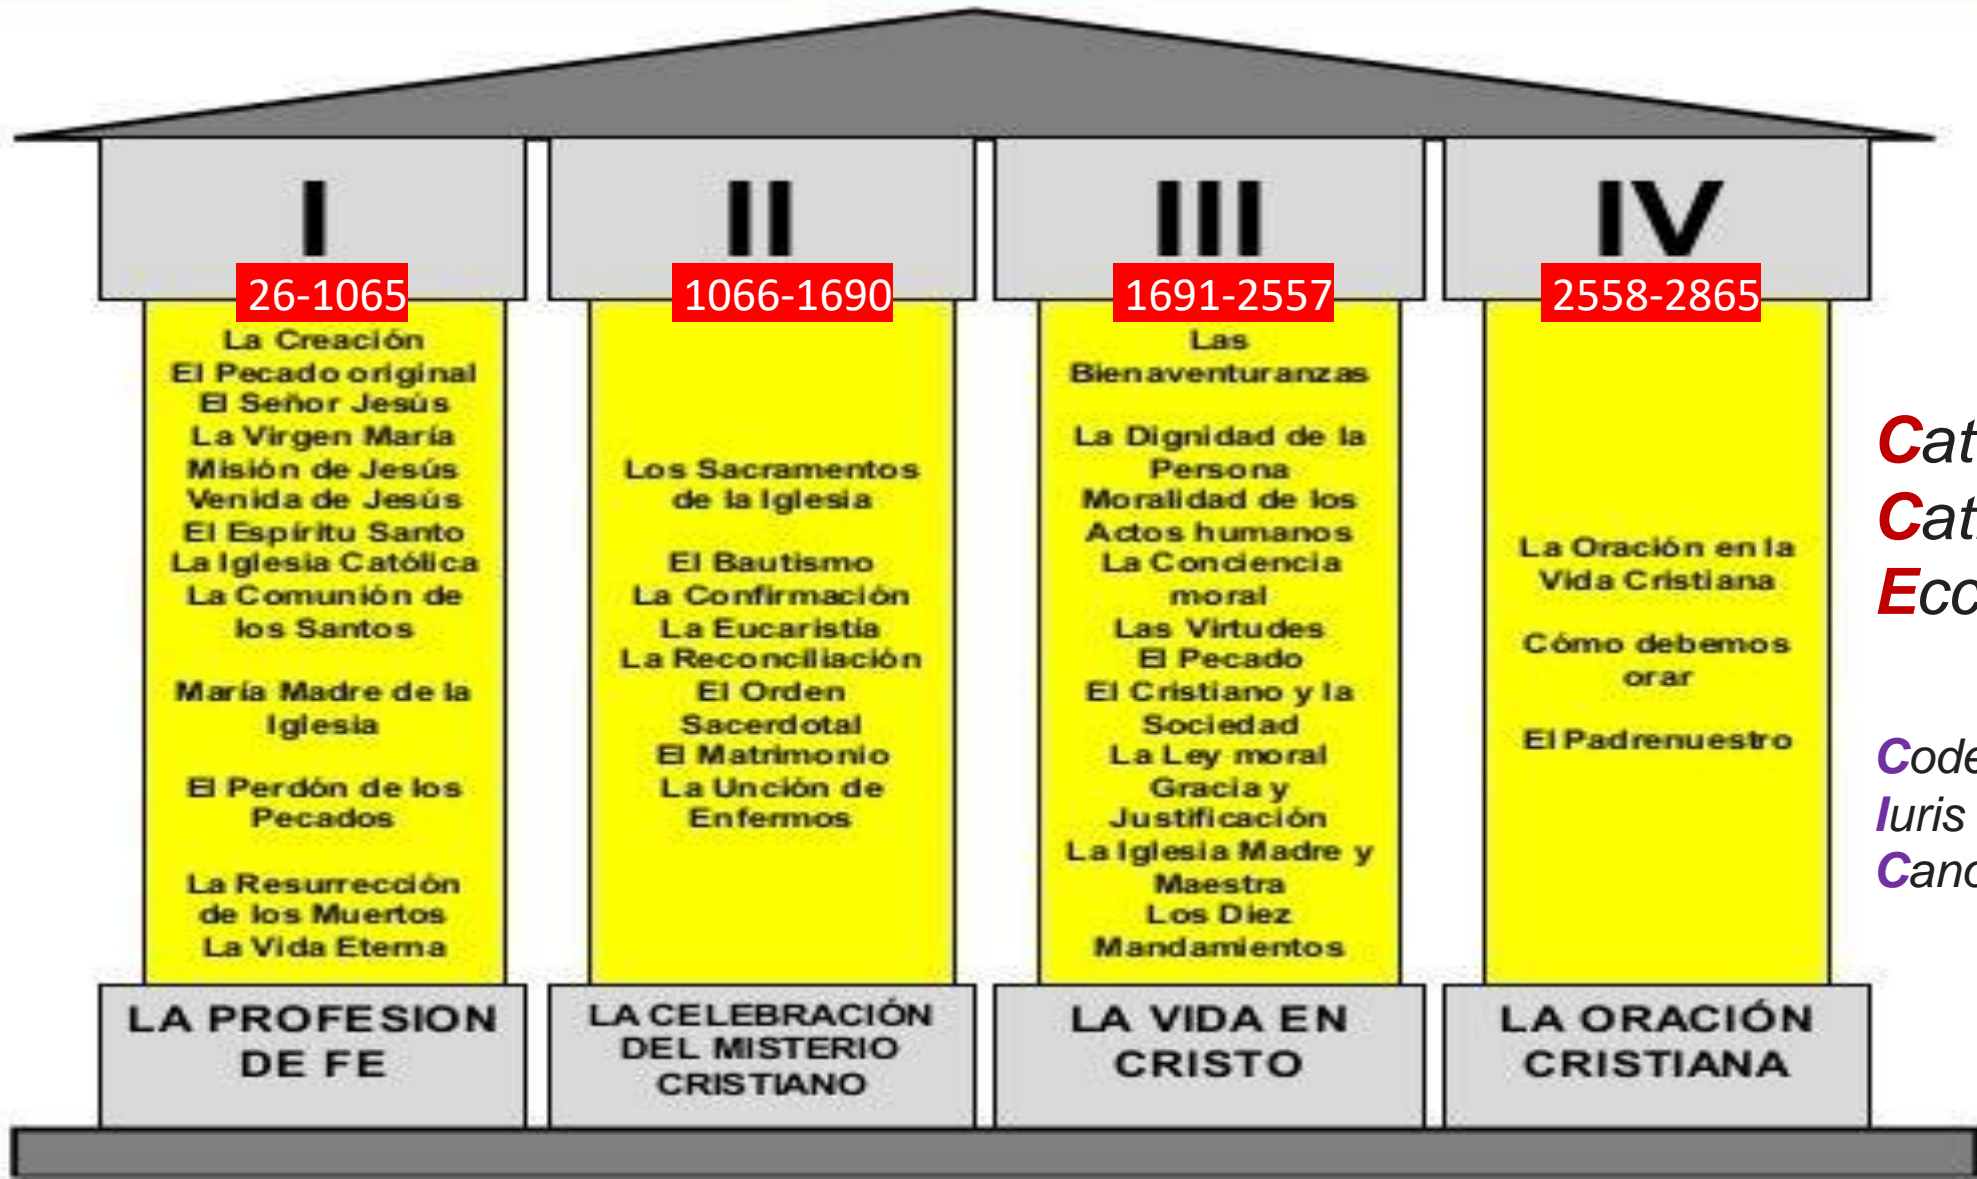 I
26-1065
La Creación
El Pecado original
El Señor Jesús
La Virgen María
Misión de Jesús
Venida de Jesús
El Espíritu Santo
La Iglesia Católica
La Comunión de
los Santos
María Madre de la
Iglesia
El Perdón de los
Pecados
La Resurrección
de los Muertos
La Vida Eterna
LA PROFESION
DE FE
II
1066-1690
Los Sacramentos
de la Iglesia
El Bautismo
La Confirmación
La Eucaristía
La Reconciliación
El Orden
Sacerdotal
El Matrimonio
La Unción de
Enfermos
LA CELEBRACIÓN
DEL MISTERIO
CRISTIANO
III
1691-2557
Las
Bienaventuranzas
La Dignidad de la
Persona
Moralidad de los
Actos humanos
La Conciencia
moral
Las Virtudes
El Pecado
El Cristiano y la
Sociedad
La Ley moral
Gracia y
Justificación
La Iglesia Madre y
Maestra
Los Diez
Mandamientos
LA VIDA EN
CRISTO
IV
2558-2865
La Oración en la
Vida Cristiana
Cómo debemos
orar
El Padrenuestro
LA ORACIÓN
CRISTIANA
Iuris